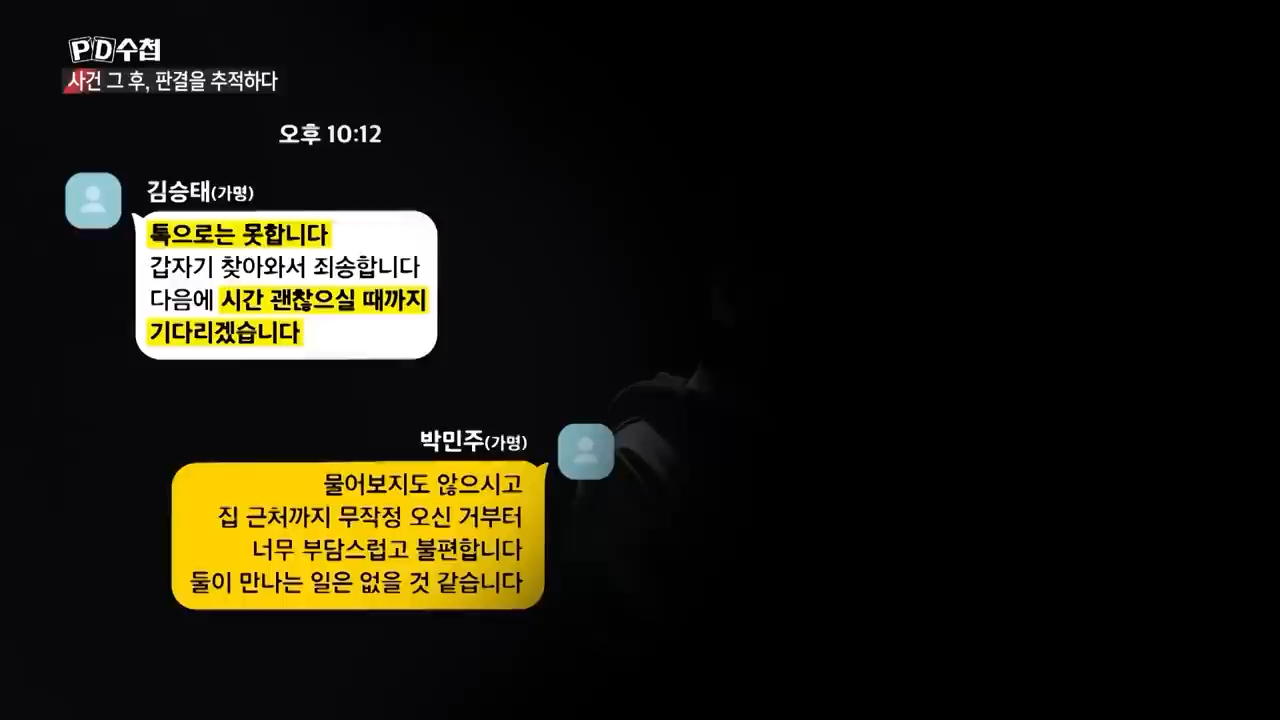 PD수첩
사건 그 후, 판결을 추적하다
오후 10:12
김승태(가명)
톡으로는 못합니다
갑자기 찾아와서 죄송합니다
다음에 시간 괜찮으실 때까지
기다리겠습니다
박민주(가명)
물어보지도 않으시고
집 근처까지 무작정 오신 거부터
너무 부담스럽고 불편합니다
둘이 만나는 일은 없을 것 같습니다